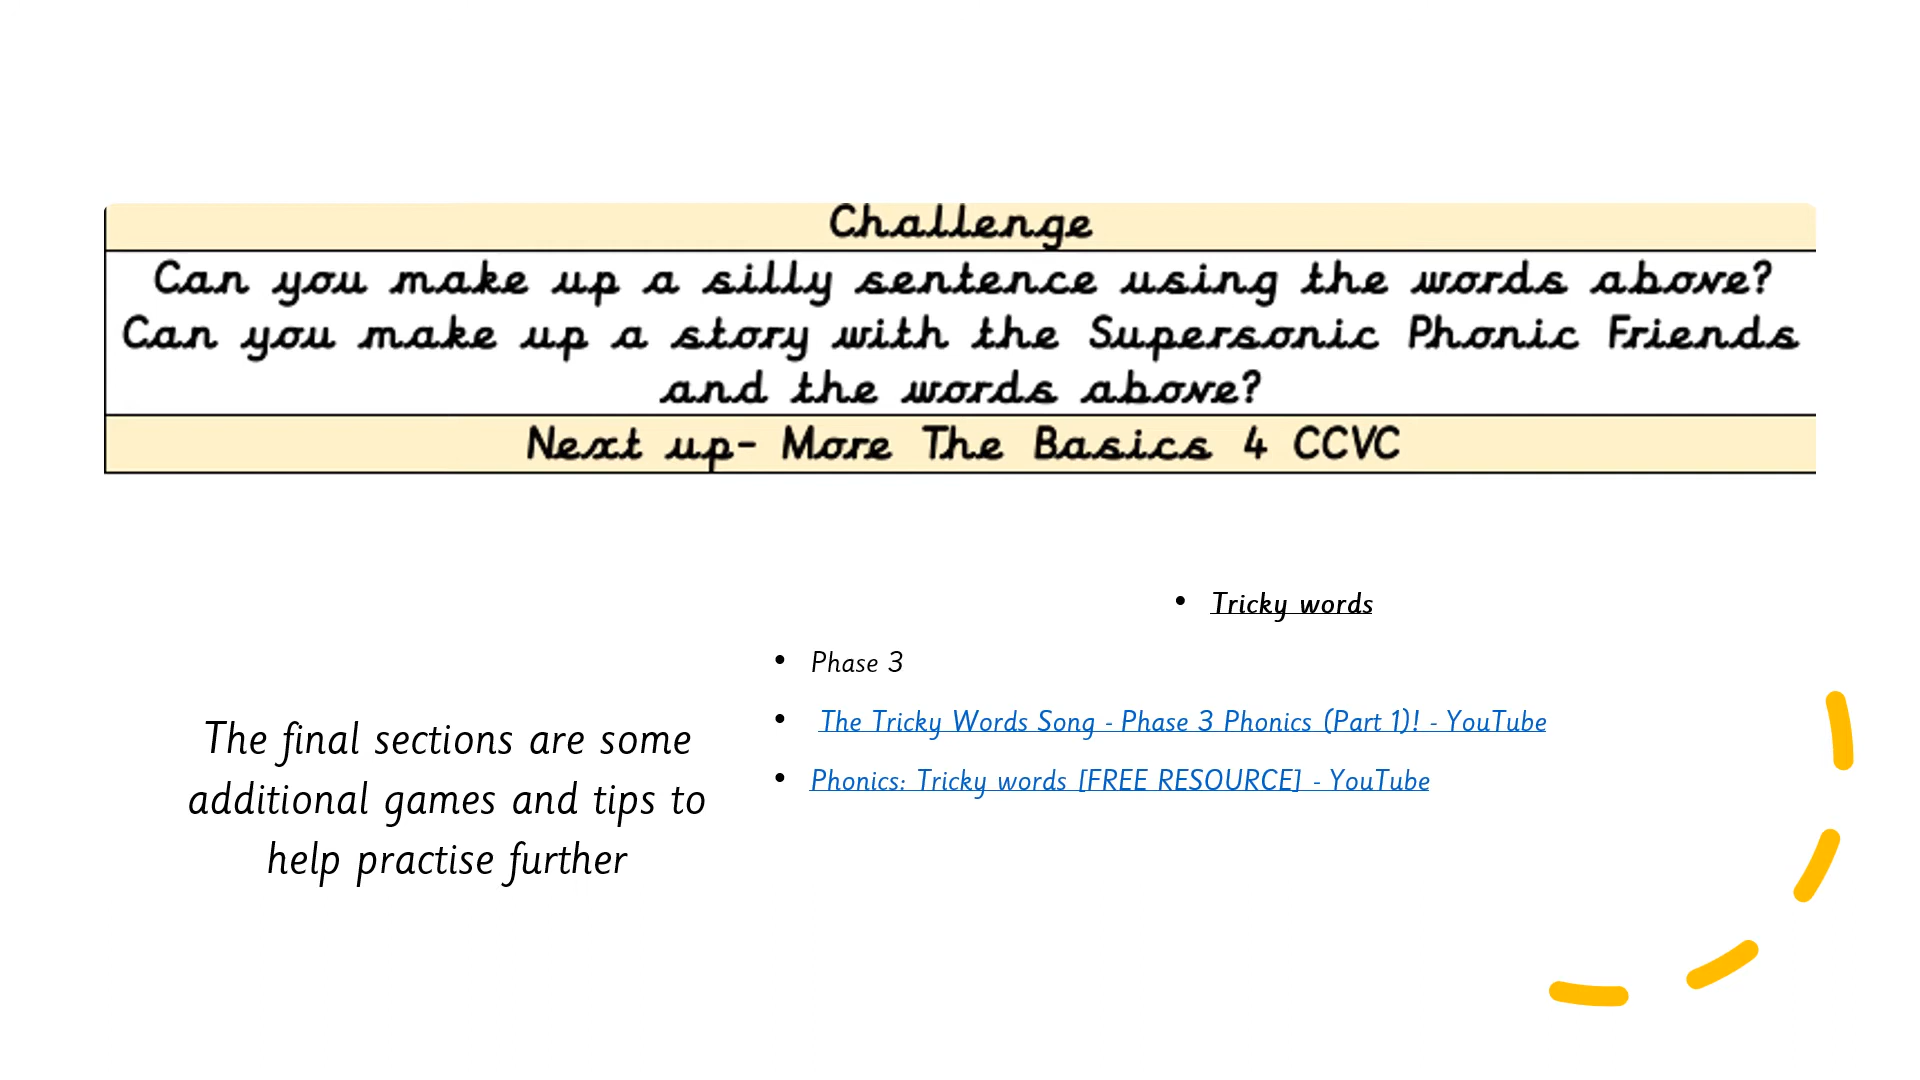 Challenge
Can you make up a silly sentence using the words above?
Can you make up a story with the Supersonic Phonic Friends
and the words above?
Next up- More The Basics 4 CCVC
The final sections are some
additional games and tips to
help practise further
• Tricky words
• Phase 3
• The Tricky Words Song - Phase 3 Phonics (Part 1)! - YouTube
• Phonics: Tricky words [FREE RESOURCE] - YouTube